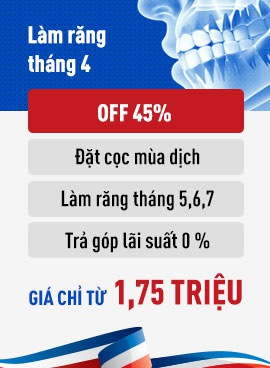 Làm răng
tháng 4
OFF 45%
Đặt cọc mùa dịch
Làm răng tháng 5,6,7
Trả góp lãi suất 0 %
GIÁ CHỈ TỪ 1,75 TRIỆU